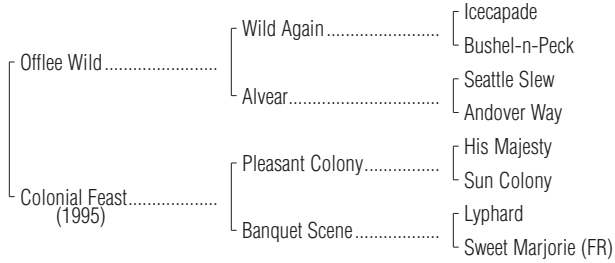 Icecapade
Wild Again........................
Bushel-n-Peck
Offlee Wild........................
Seattle Slew
Alvear................................
Andover Way
His Majesty
Pleasant Colony................
Sun Colony
Colonial Feast...................
(1995)
Lyphard
Banquet Scene..................
Sweet Marjorie (FR)